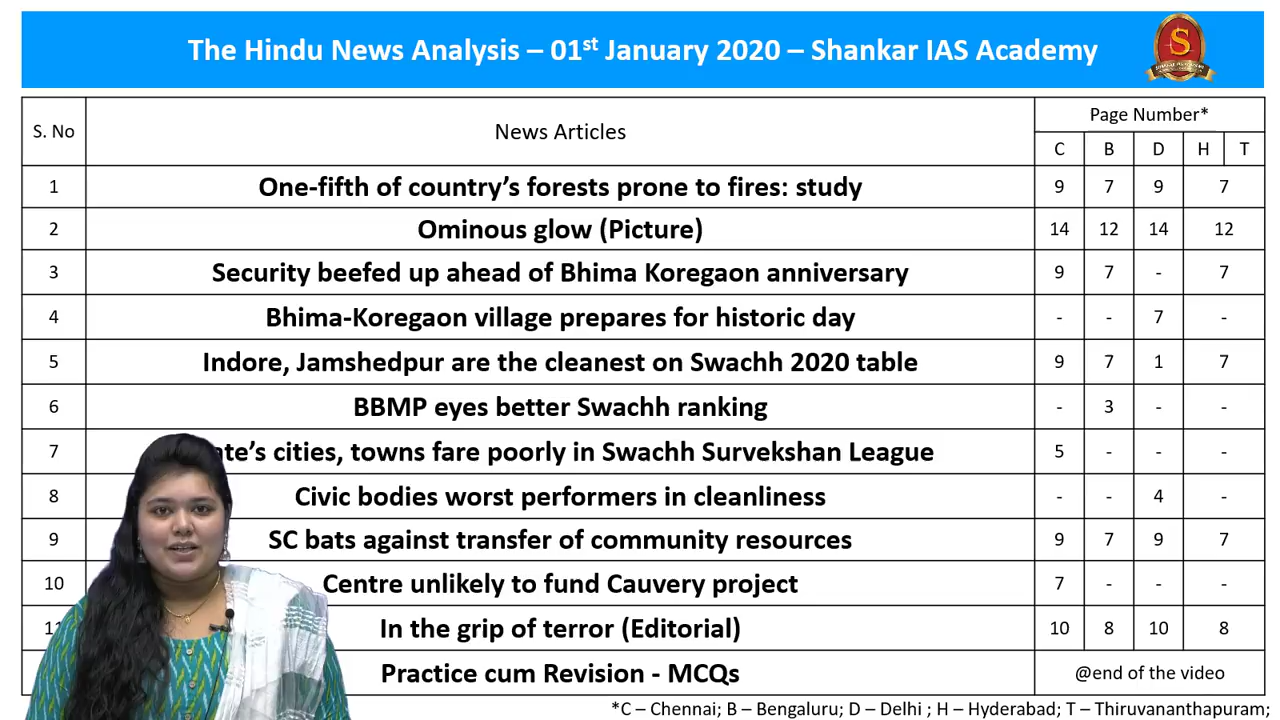 The Hindu News Analysis – 01st January 2020 – Shankar IAS Academy
S. No News Articles Page Number*
C B D H T
1 One-fifth of country's forests prone to fires: study 9 7 9 7
2 Ominous glow (Picture) 14 12 14 12
3 Security beefed up ahead of Bhima Koregaon anniversary 9 7 - 7
4 Bhima-Koregaon village prepares for historic day - - 7 -
5 Indore, Jamshedpur are the cleanest on Swachh 2020 table 9 7 1 7
6 BBMP eyes better Swachh ranking - 3 - -
7 cities, towns fare poorly in Swachh Survekshan League 5 - - -
8 Civic bodies worst performers in cleanliness - - 4 -
9 SC bats against transfer of community resources 9 7 9 7
10 Centre unlikely to fund Cauvery project 7 - - -
In the grip of terror (Editorial) 10 8 10 8
Practice cum Revision - MCQs @end of the video
*C – Chennai; B – Bengaluru; D – Delhi ; H – Hyderabad; T – Thiruvananthapuram;